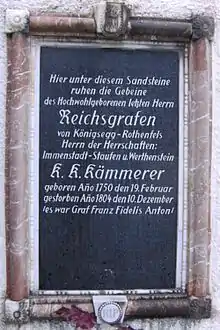 Hier unter diesem Sandsteine
ruhen die Gebeine
des Hochwohlgeborenen letzten Herrn
Reichsgrafen
von Königsegg-Rothenfels
Herrn der Herrschaften:
Immenstadt-Staufen u. Werthenstein
K. K. Kämmerer
geboren Aĩo 1750 den 19. Februar
gestorben Aĩo 1804 den 10. Dezember
(es war Graf Franz Fidelis Anton)